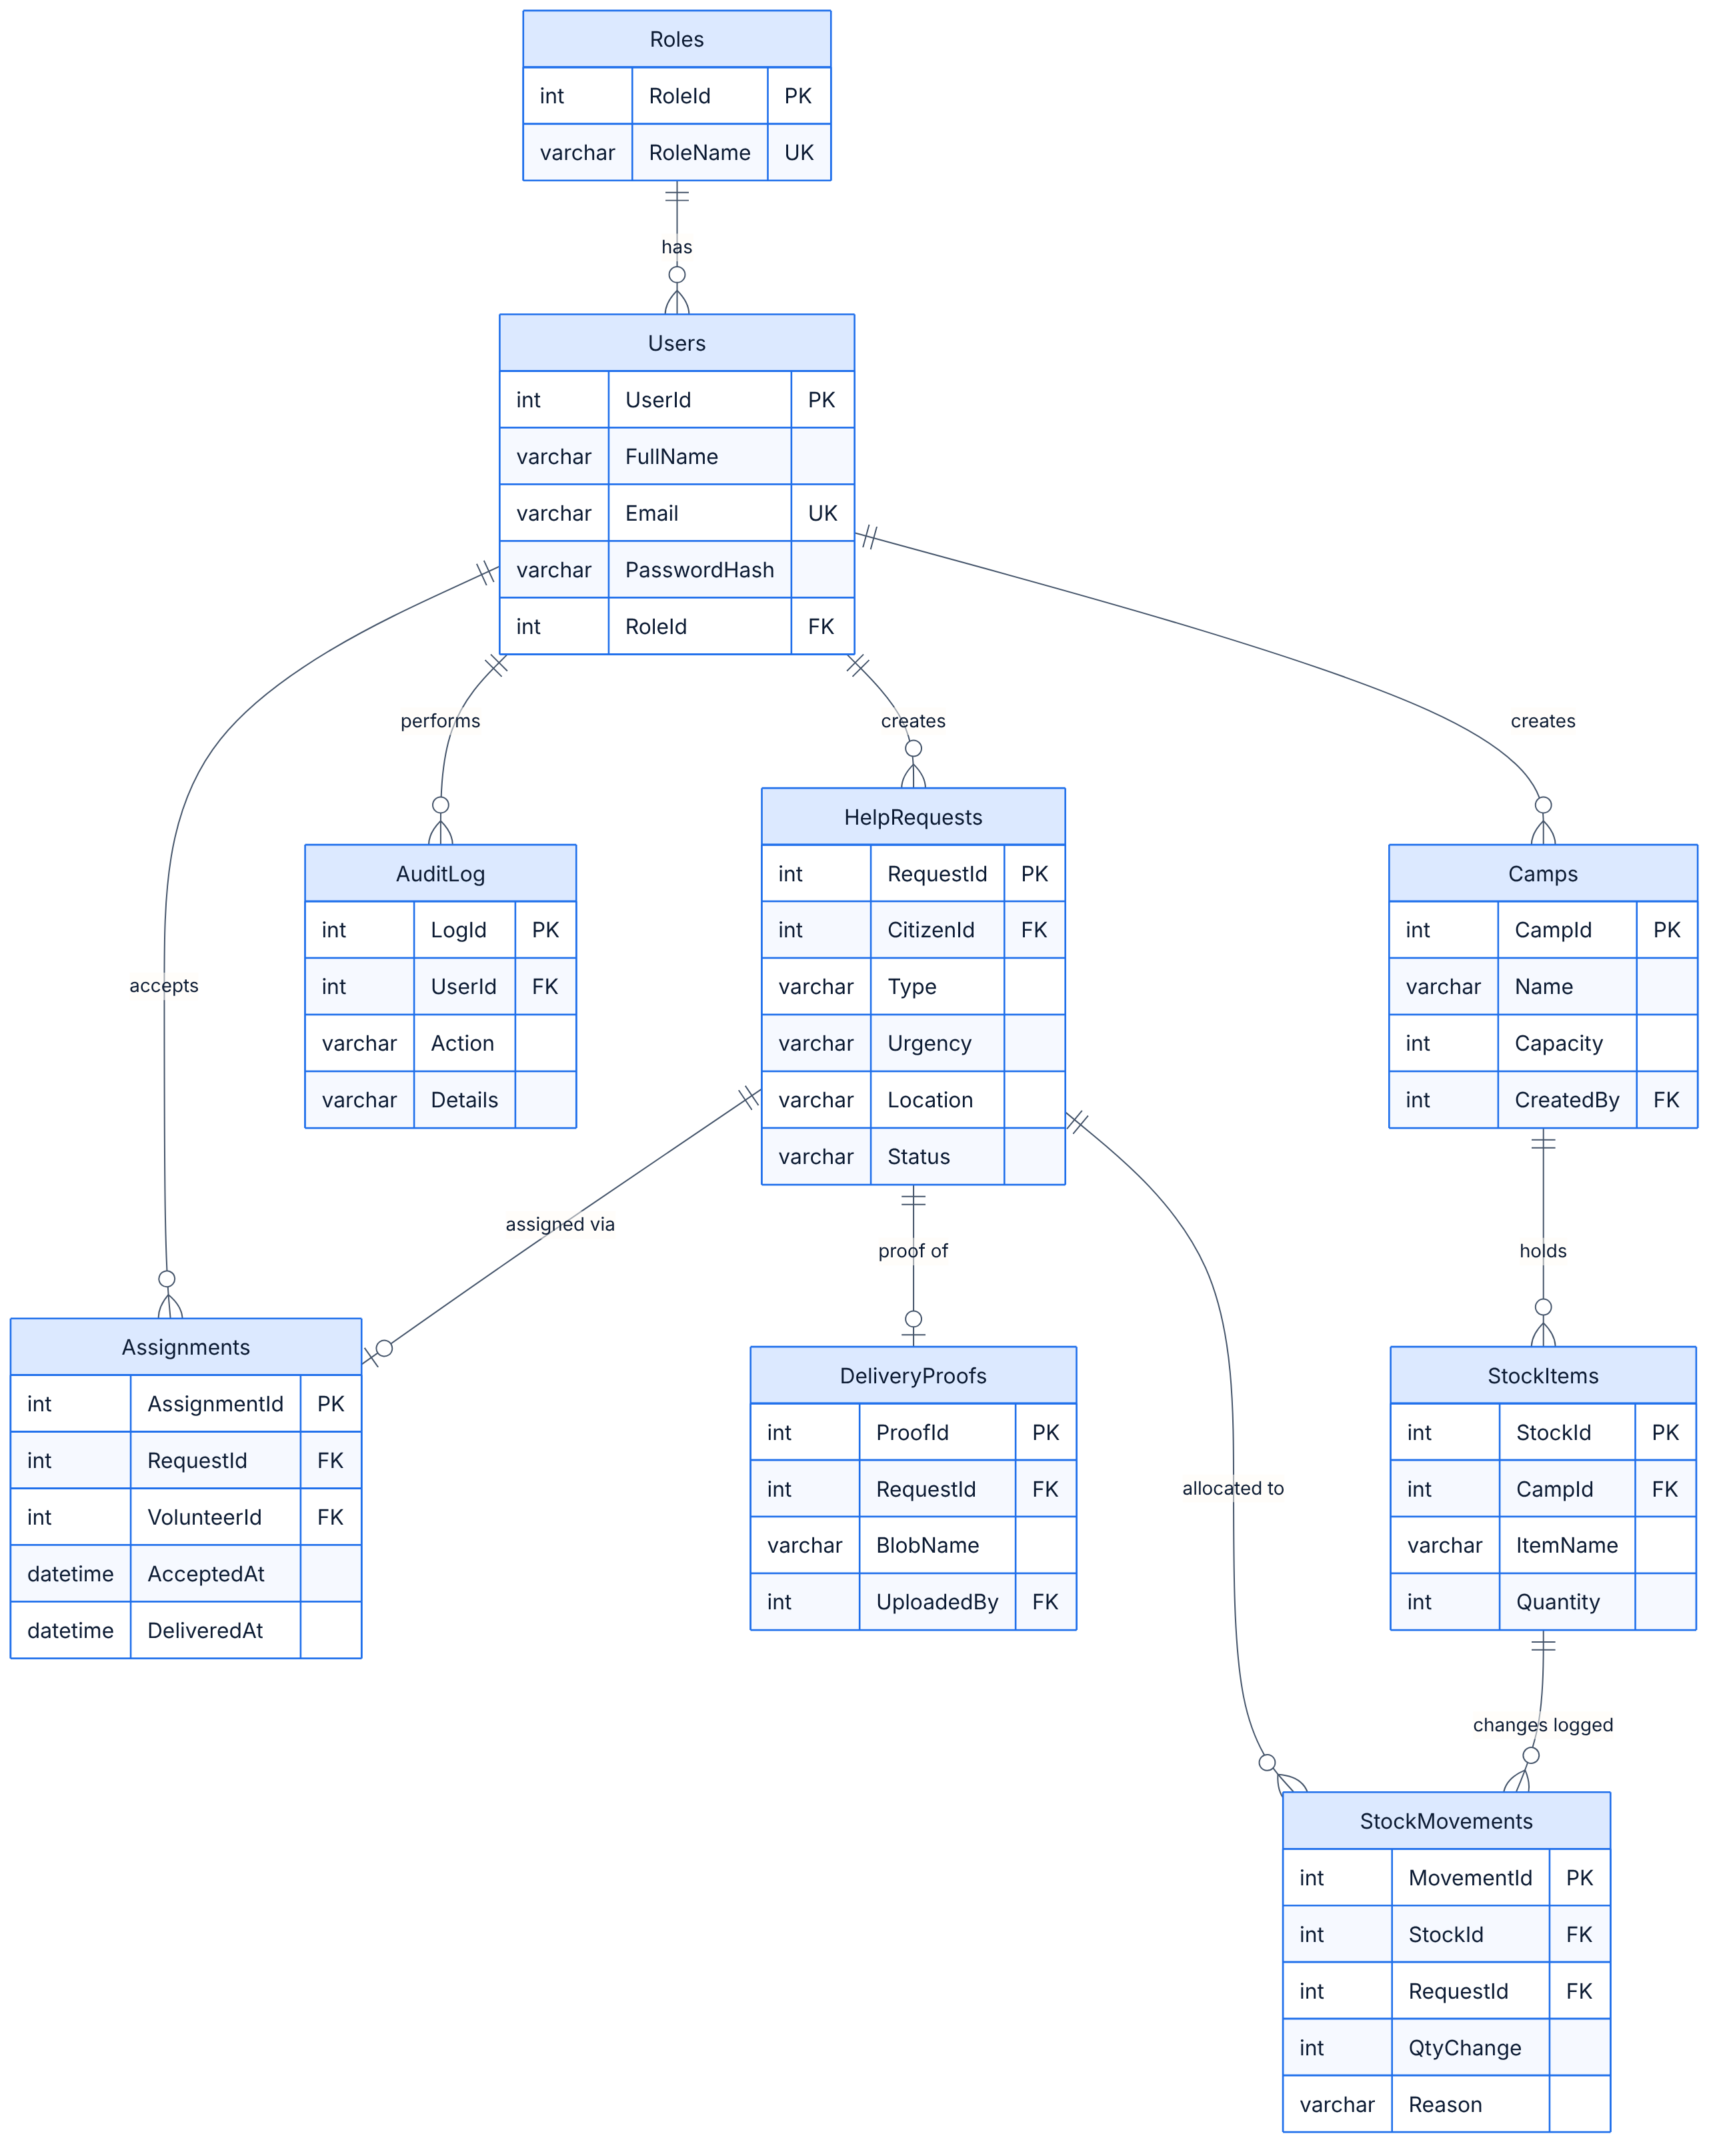 Roles
int RoleId PK
varchar RoleName UK
has
Users
int UserId PK
varchar FullName
varchar Email UK
varchar PasswordHash
int RoleId FK
performs
creates
creates
accepts
AuditLog
int LogId PK
int UserId FK
varchar Action
varchar Details
HelpRequests
int RequestId PK
int CitizenId FK
varchar Type
varchar Urgency
varchar Location
varchar Status
Camps
int CampId PK
varchar Name
int Capacity
int CreatedBy FK
assigned via
proof of
holds
allocated to
Assignments
int AssignmentId PK
int RequestId FK
int VolunteerId FK
datetime AcceptedAt
datetime DeliveredAt
DeliveryProofs
int ProofId PK
int RequestId FK
varchar BlobName
int UploadedBy FK
StockItems
int StockId PK
int CampId FK
varchar ItemName
int Quantity
changes logged
StockMovements
int MovementId PK
int StockId FK
int RequestId FK
int QtyChange
varchar Reason